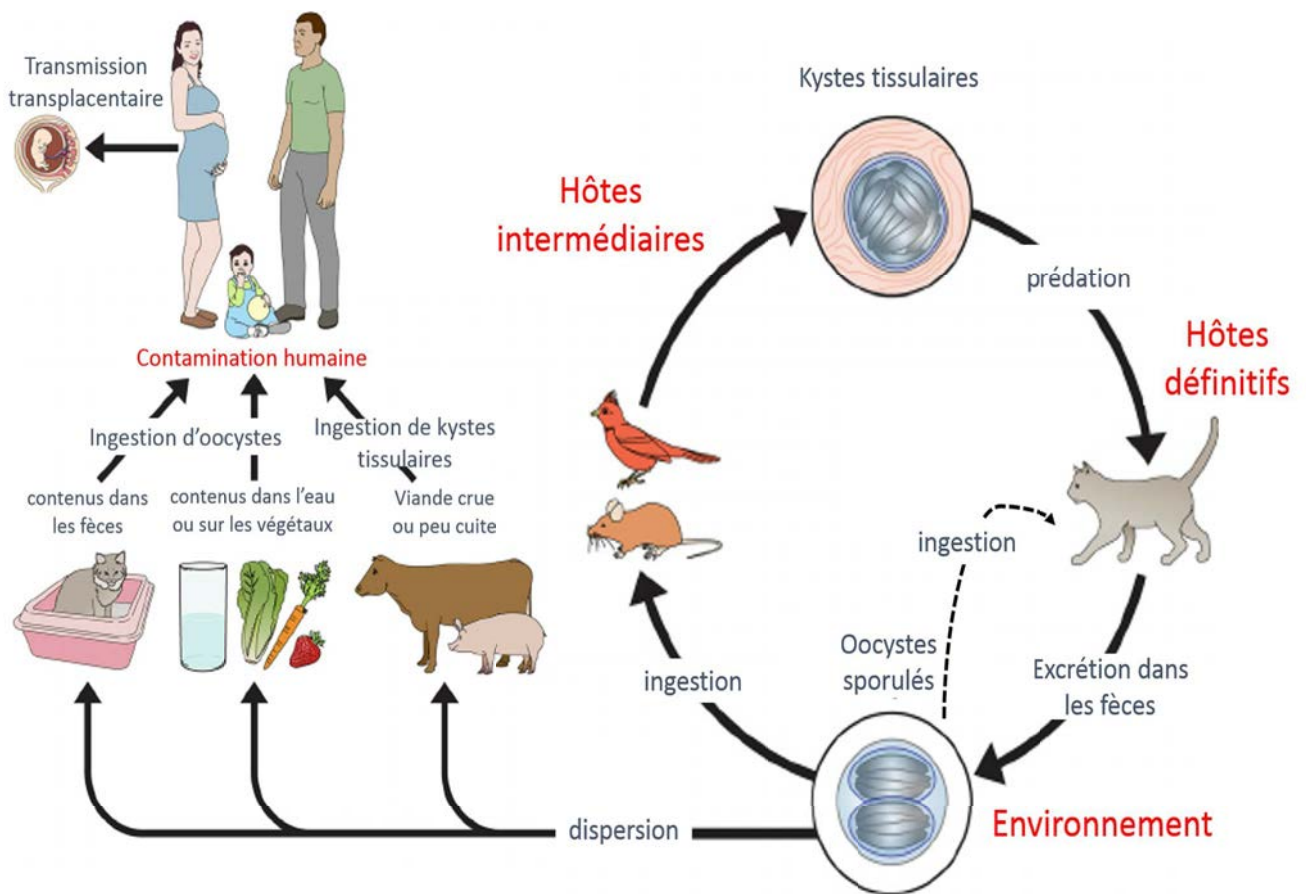 Transmission
transplacentaire
Contamination humaine
Ingestion d'oocystes
Ingestion de kystes
tissulaires
contenus dans
les fèces
contenus dans l'eau
ou sur les végétaux
Viande crue
ou peu cuite
Kystes tissulaires
Hôtes
intermédiaires
prédation
Hôtes
définitifs
ingestion
ingestion
Oocystes
sporulés
Excrétion dans
les fèces
Environnement
dispersion